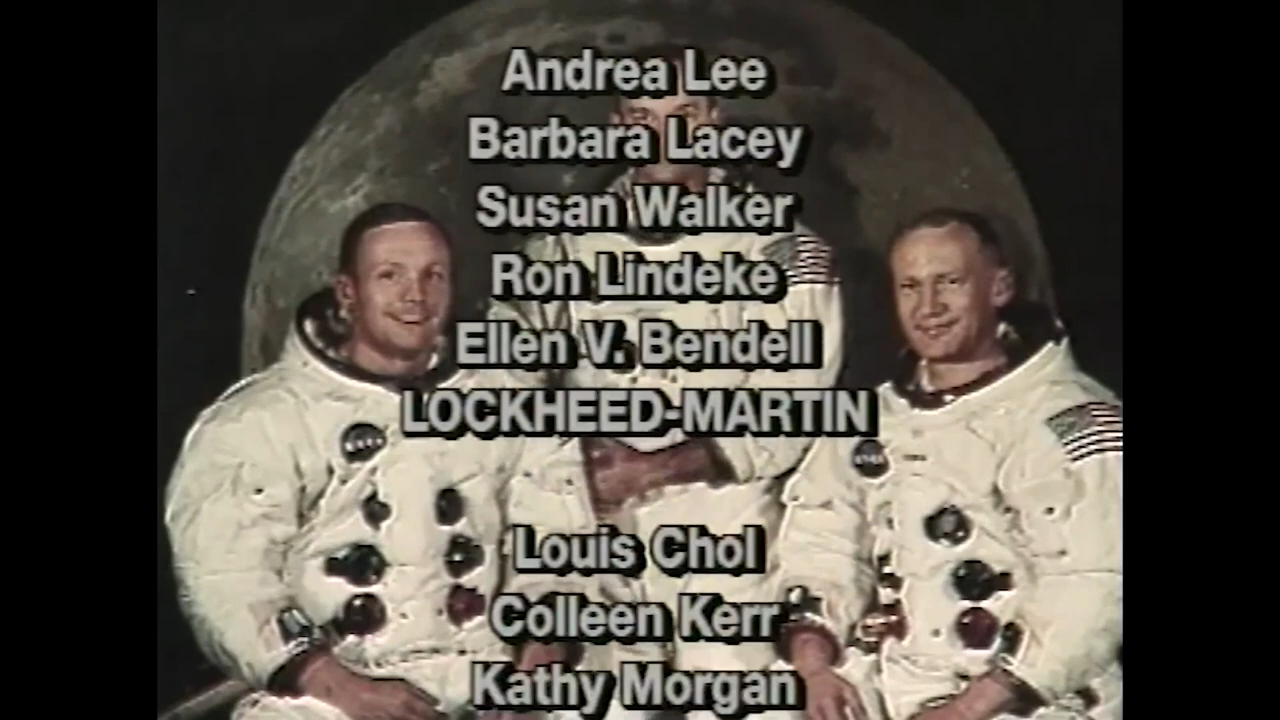 Andrea Lee
Barbara Lacey
Susan Walker
Ron Lindeke
Ellen V. Bendell
LOCKHEED-MARTIN
Louis Chol
Colleen Kerr
Kathy Morgan